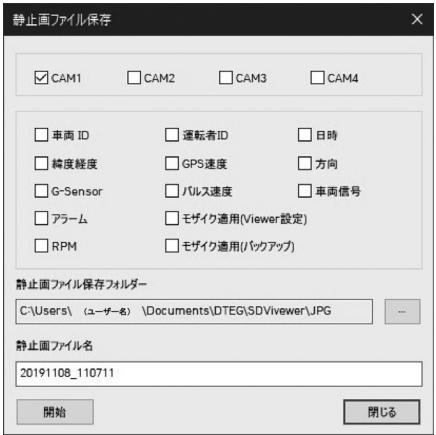 静止画ファイル保存
CAM1 CAM2 CAM3 CAM4
車両 ID 運転者ID 日時
緯度経度 GPS速度 方向
G-Sensor パルス速度 車両信号
アラーム モザイク適用(Viewer設定)
RPM モザイク適用(バックアップ)
静止画ファイル保存フォルダー
C:\Users\ (ユーザー名) \Documents\DTEG\SDVivewer\JPG
...
静止画ファイル名
20191108_110711
開始 閉じる